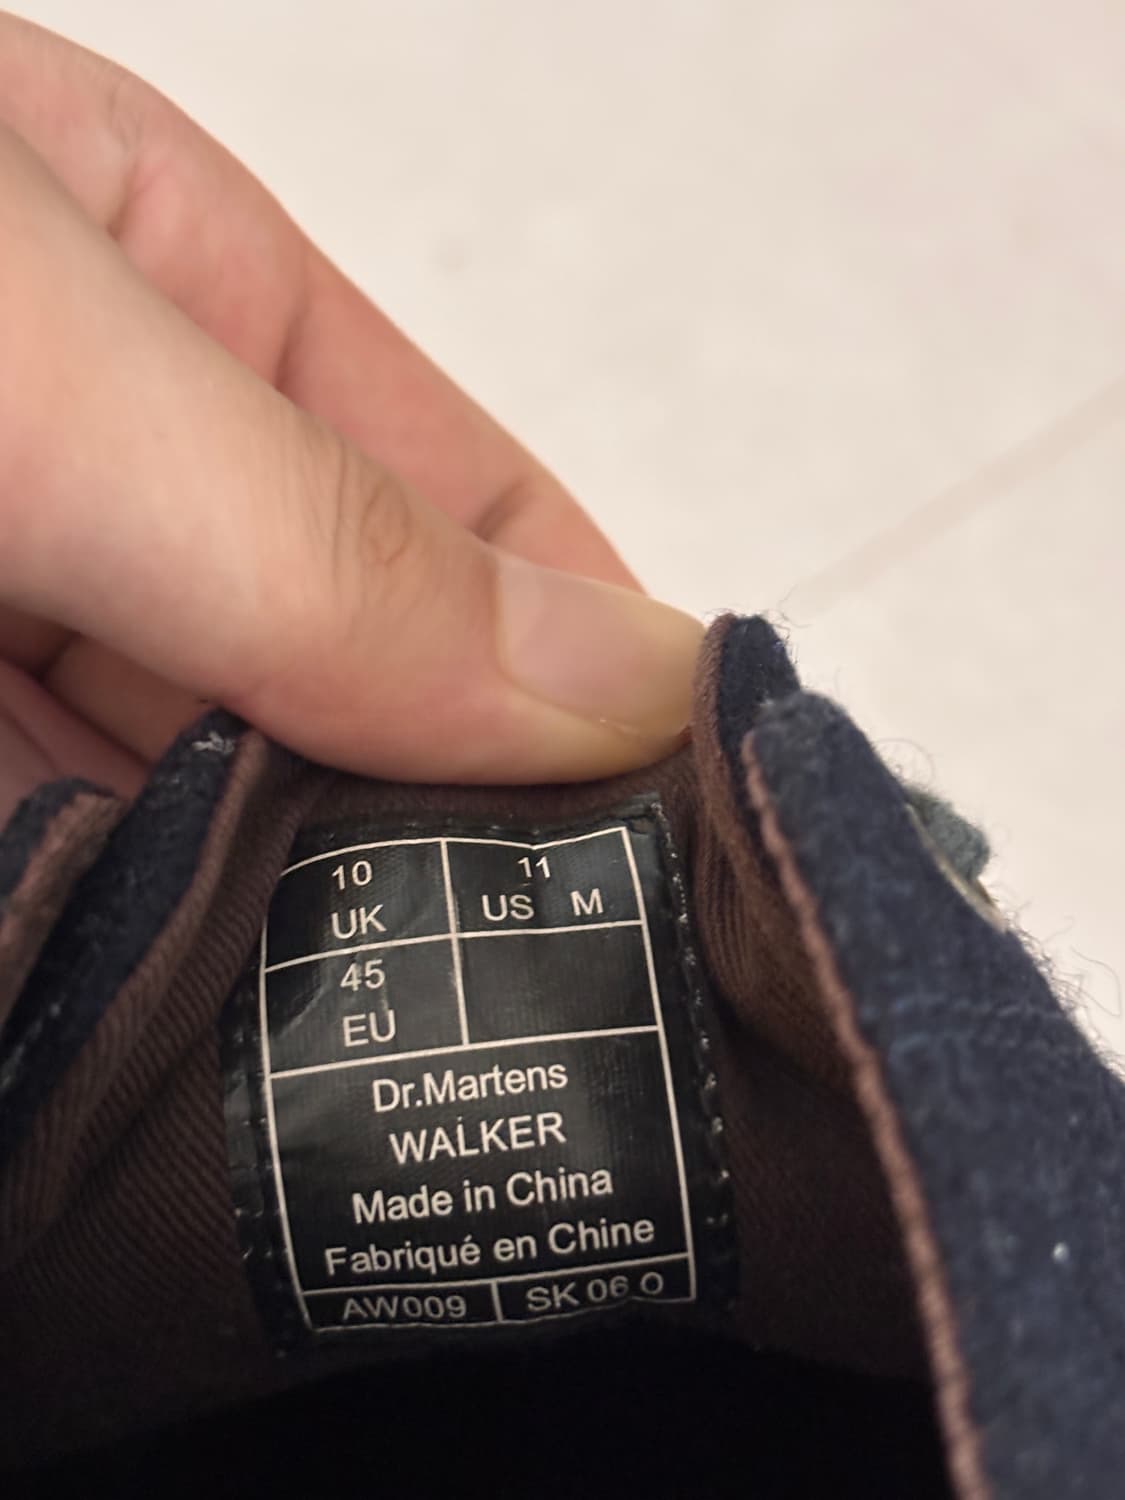 10 11
UK US M
45
EU
Dr.Martens
WALKER
Made in China
Fabriqué en Chine
AW009 SK 06 O